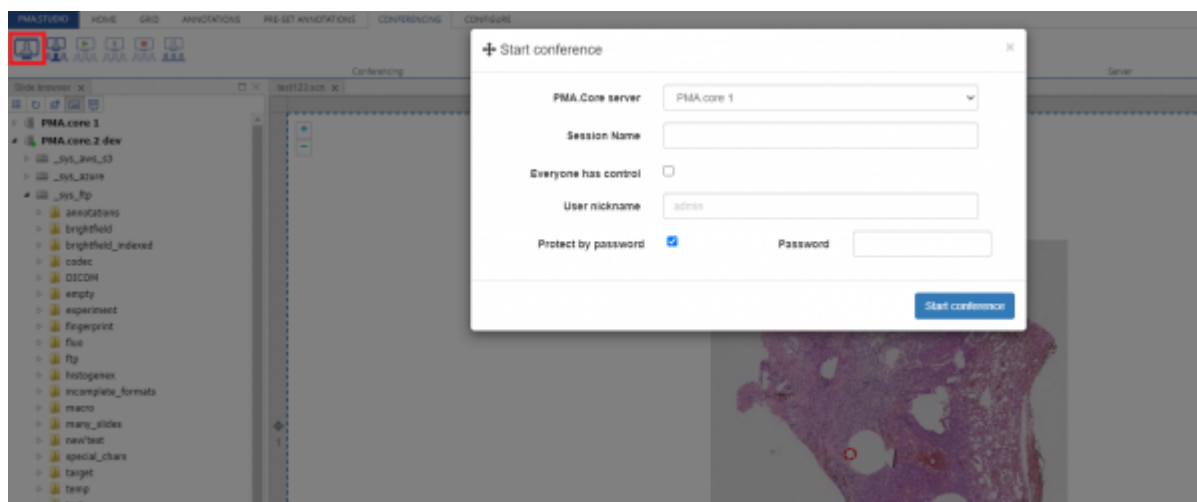 PMA.STUDIO HOME GRID ANNOTATIONS PRE-SET ANNOTATIONS CONFERENCING CONFIGURE
Conferencing
Server
Slide browser
test123.scn
Start conference
PMA.Core server PMA.core 1
Session Name
Everyone has control
User nickname admin
Protect by password Password
Start conference
PMA.core 1
PMA.core.2 dev
_sys_aws_s3
_sys_azure
_sys_ftp
annotations
brightfield
brightfield_indexed
codec
DICOM
empty
experiment
fingerprint
fluo
ftp
histogenex
incomplete_formats
macro
many_slides
new'test
special_chars
target
temp